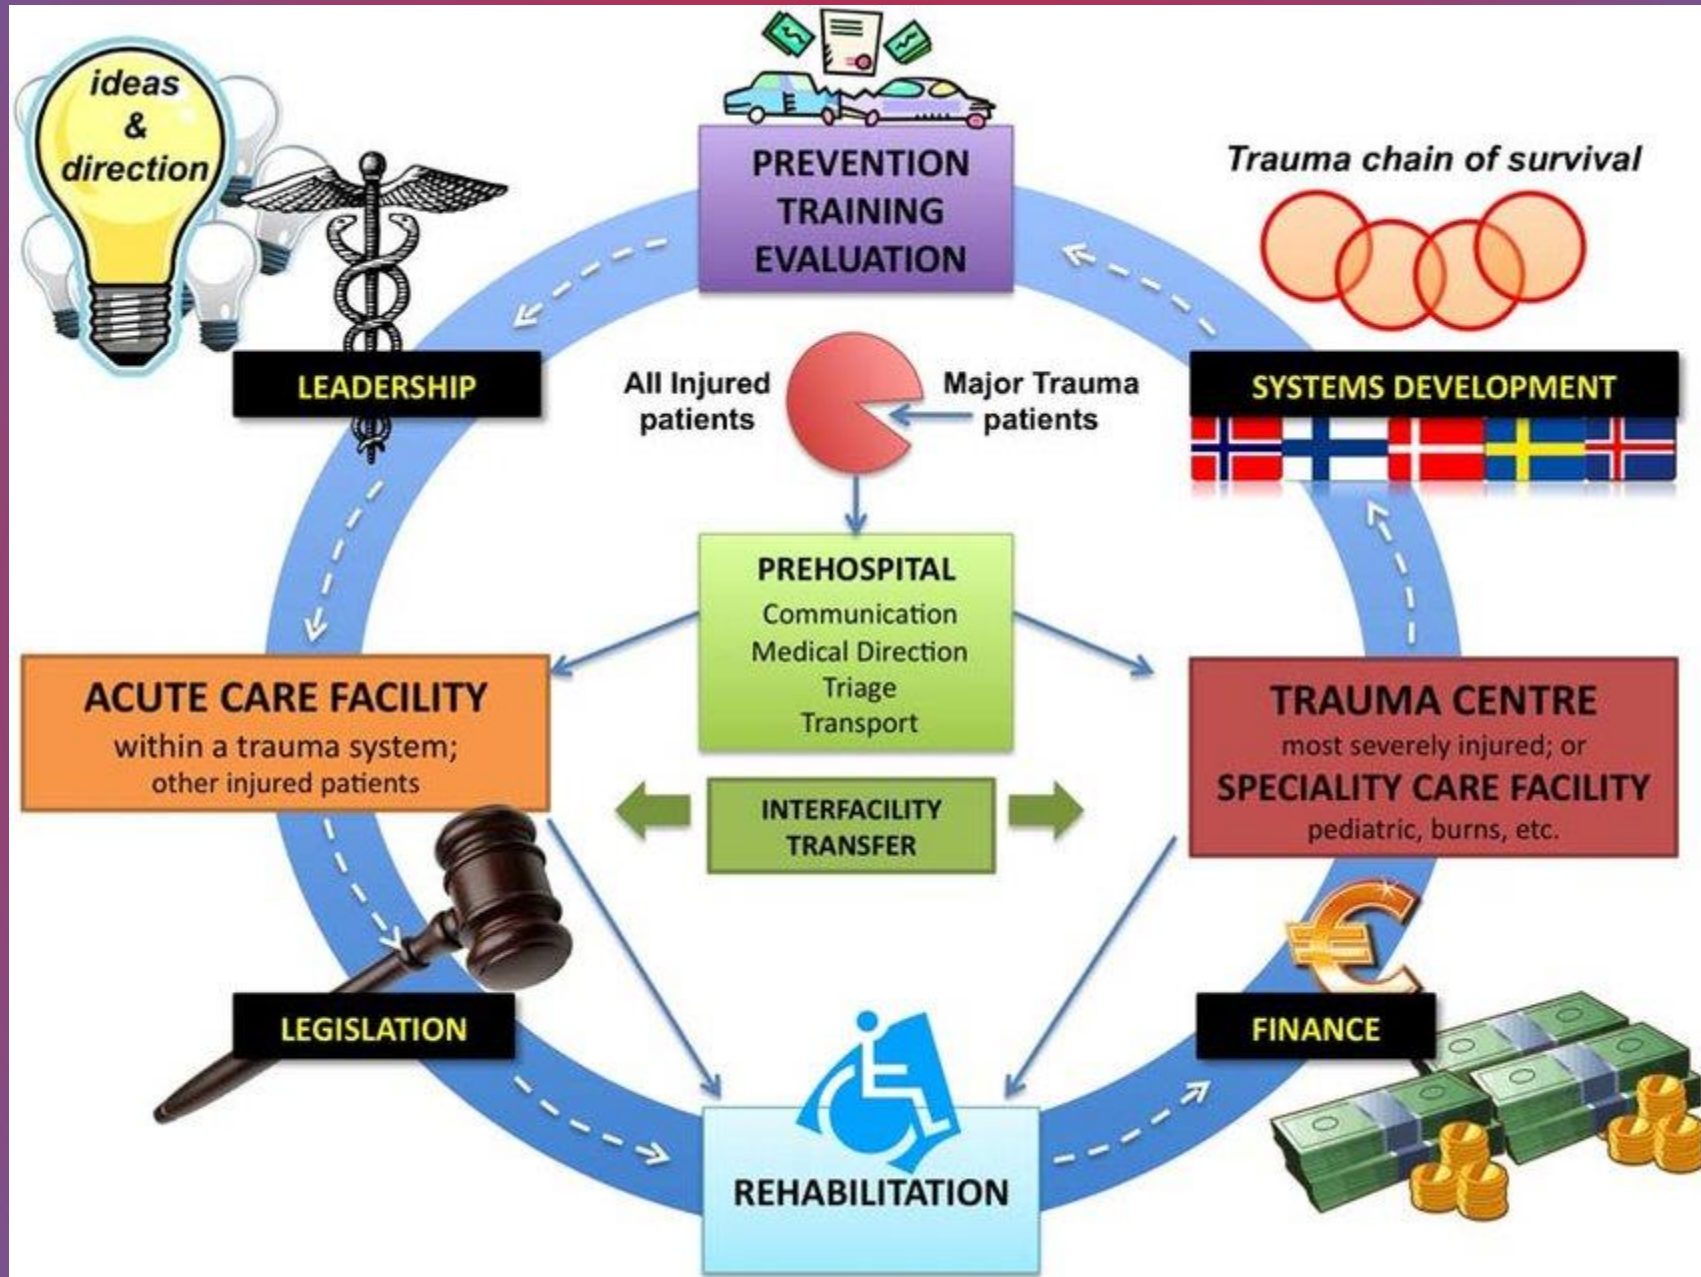 ideas
&
direction
PREVENTION
TRAINING
EVALUATION
Trauma chain of survival
LEADERSHIP
All Injured
patients
Major Trauma
patients
SYSTEMS DEVELOPMENT
PREHOSPITAL
Communication
Medical Direction
Triage
Transport
ACUTE CARE FACILITY
within a trauma system;
other injured patients
TRAUMA CENTRE
most severely injured; or
SPECIALITY CARE FACILITY
pediatric, burns, etc.
INTERFACILITY
TRANSFER
LEGISLATION
FINANCE
REHABILITATION